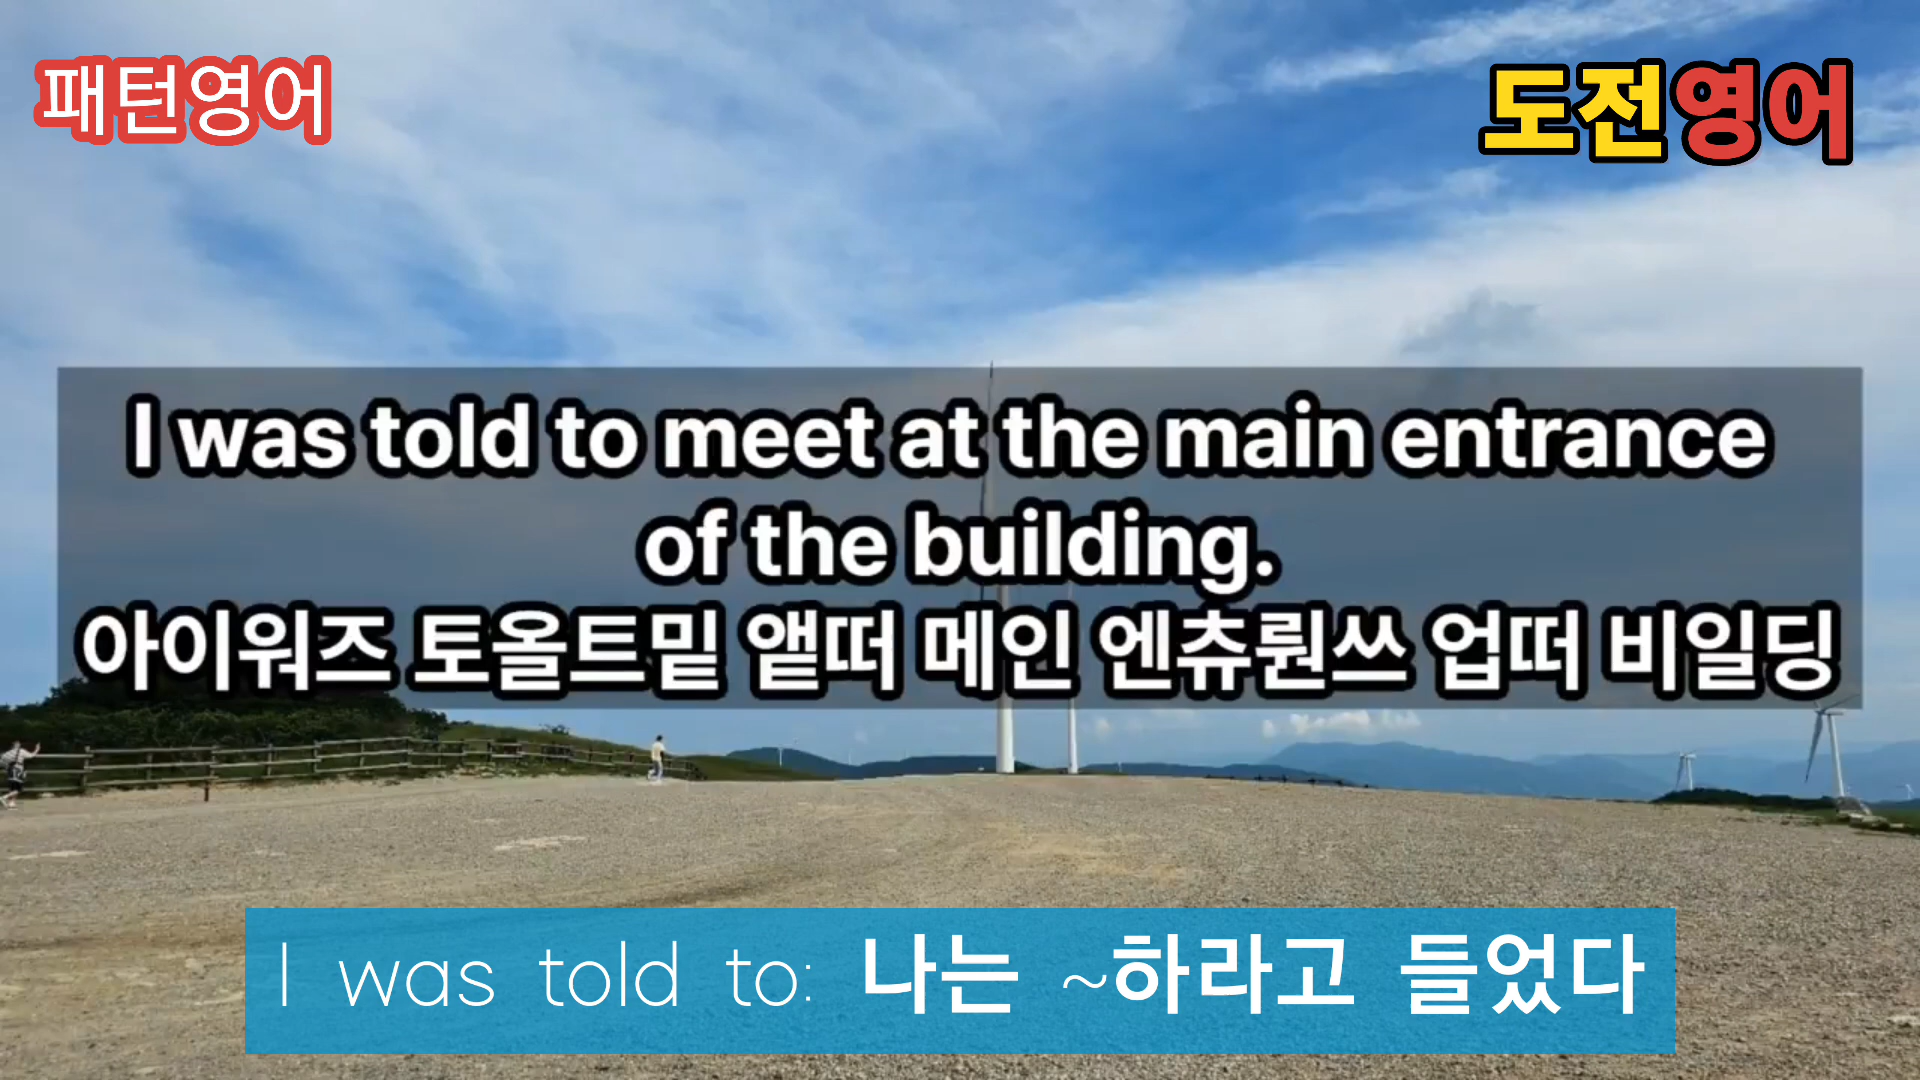 패턴영어
도전영어
I was told to meet at the main entrance
of the building.
아이워즈 토올트밑 앹떠 메인 엔츄뤈쓰 업떠 비일딩
I was told to: 나는 ~하라고 들었다